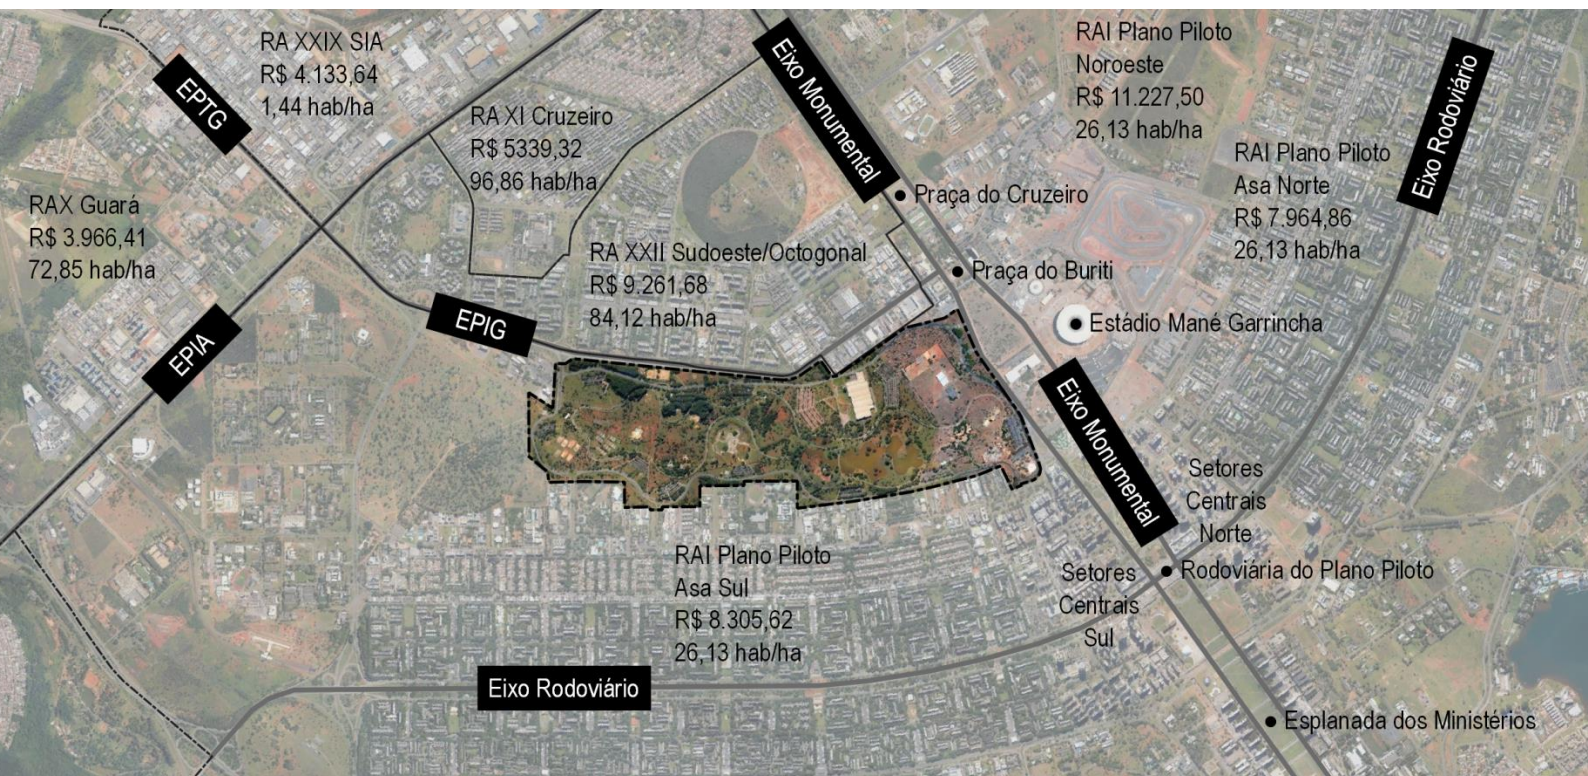 RA XXIX SIA
R$ 4.133,64
1,44 hab/ha
EPTG
RA XI Cruzeiro
R$ 5339,32
96,86 hab/ha
Eixo Monumental
RAI Plano Piloto
Noroeste
R$ 11.227,50
26,13 hab/ha
RAI Plano Piloto
Asa Norte
R$ 7.964,86
26,13 hab/ha
Eixo Rodoviário
RAX Guará
R$ 3.966,41
72,85 hab/ha
Praça do Cruzeiro
RA XXII Sudoeste/Octogonal
R$ 9.261,68
84,12 hab/ha
Praça do Buriti
EPIG
Estádio Mané Garrincha
EPIA
Eixo Monumental
Setores
Centrais
Norte
RAI Plano Piloto
Asa Sul
R$ 8.305,62
26,13 hab/ha
Setores
Centrais
Sul
Rodoviária do Plano Piloto
Eixo Rodoviário
Esplanada dos Ministérios